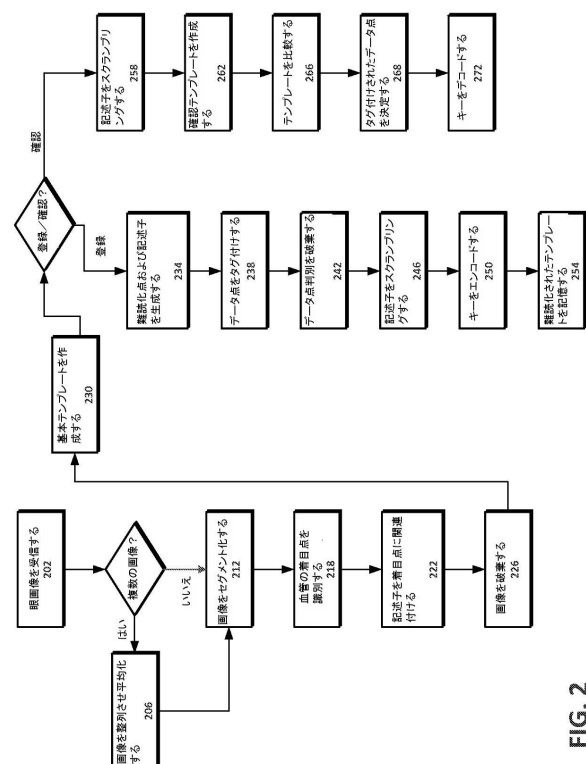 眼画像を受信する
202
複数の画像?
はい
いいえ
画像を整列させ平均化
する
206
画像をセグメント化する
212
血管の着目点を
識別する
218
記述子を着目点に関連
付ける
222
画像を破棄する
226
基本テンプレートを作
成する
230
登録/確認?
登録
確認
難読化点および記述子
を生成する
234
データ点をタグ付けする
238
データ点判別を破棄する
242
記述子をスクランブリン
グする
246
キーをエンコードする
250
難読化されたテンプレー
トを記憶する
254
記述子をスクランブリ
ングする
258
確認テンプレートを作成
する
262
テンプレートを比較する
266
タグ付けされたデータ点
を決定する
268
キーをデコードする
272
FIG. 2